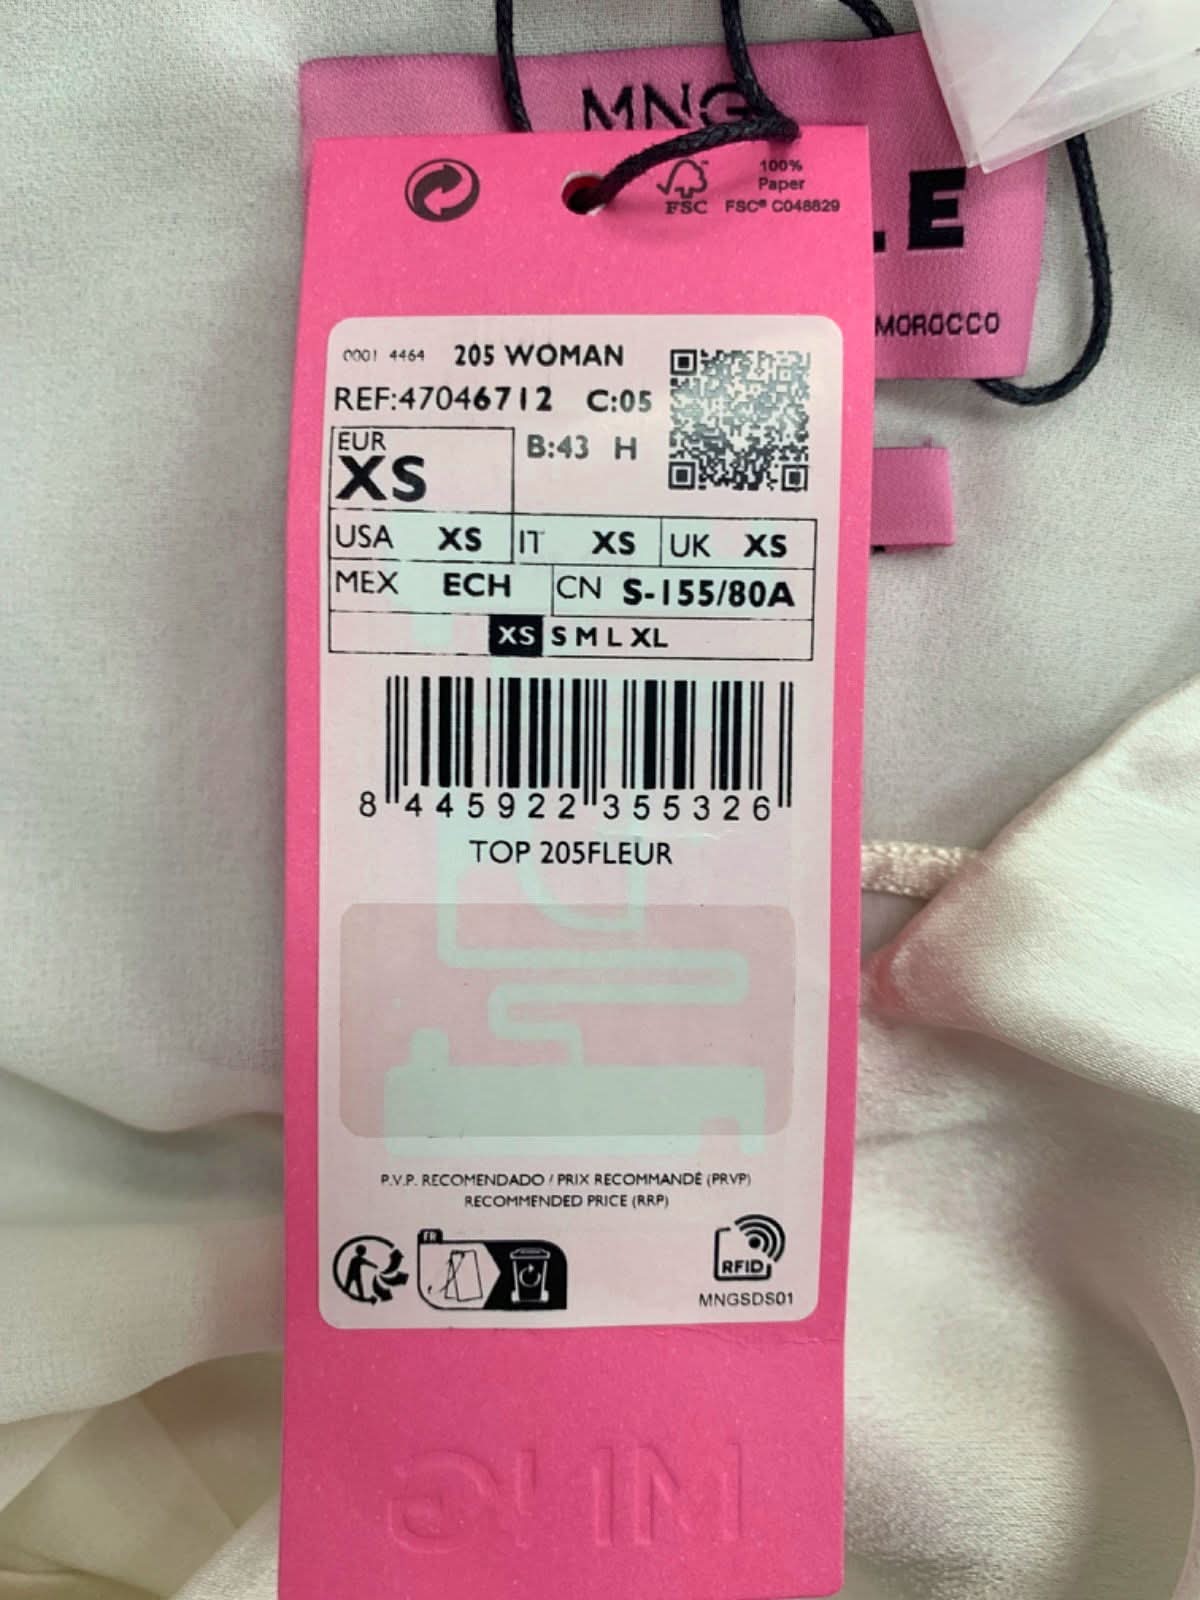 MNG
FSC
100%
Paper
FSC® C048829
E
MOROCCO
0001 4464 205 WOMAN
REF:47046712 C:05
EUR
XS
B:43 H
USA XS IT XS UK XS
MEX ECH CN S-155/80A
XS S M L XL
8 445922 355326
TOP 205FLEUR
P.V.P. RECOMENDADO / PRIX RECOMMANDÉ (PRVP)
RECOMMENDED PRICE (RRP)
FR
RFID
MNGSDS01
MNG